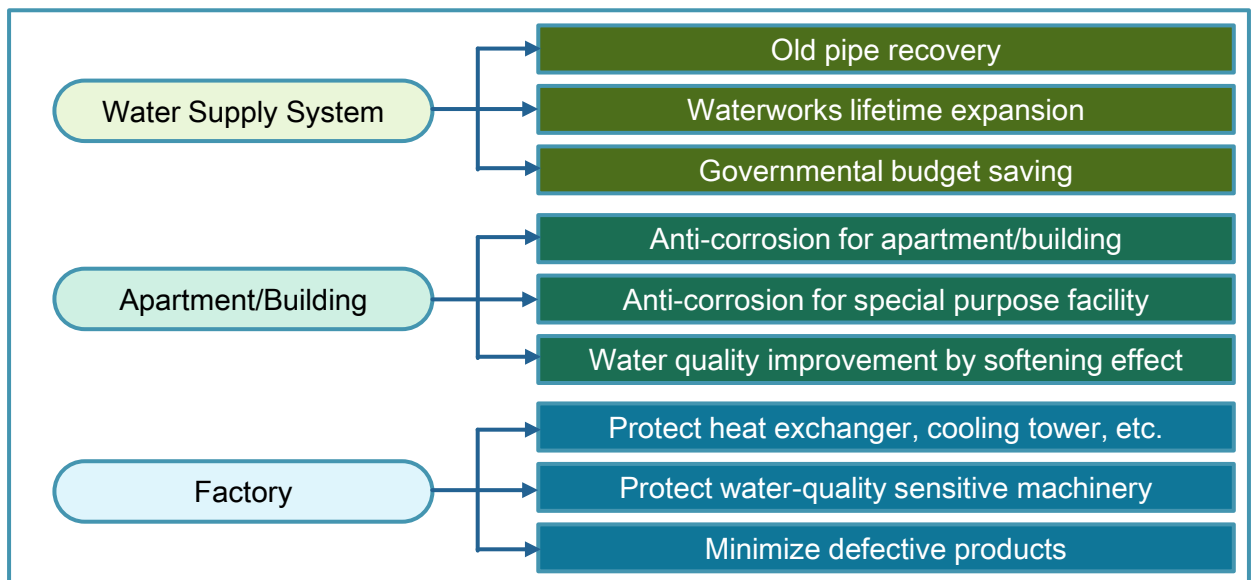 Water Supply System
Old pipe recovery
Waterworks lifetime expansion
Governmental budget saving
Apartment/Building
Anti-corrosion for apartment/building
Anti-corrosion for special purpose facility
Water quality improvement by softening effect
Factory
Protect heat exchanger, cooling tower, etc.
Protect water-quality sensitive machinery
Minimize defective products